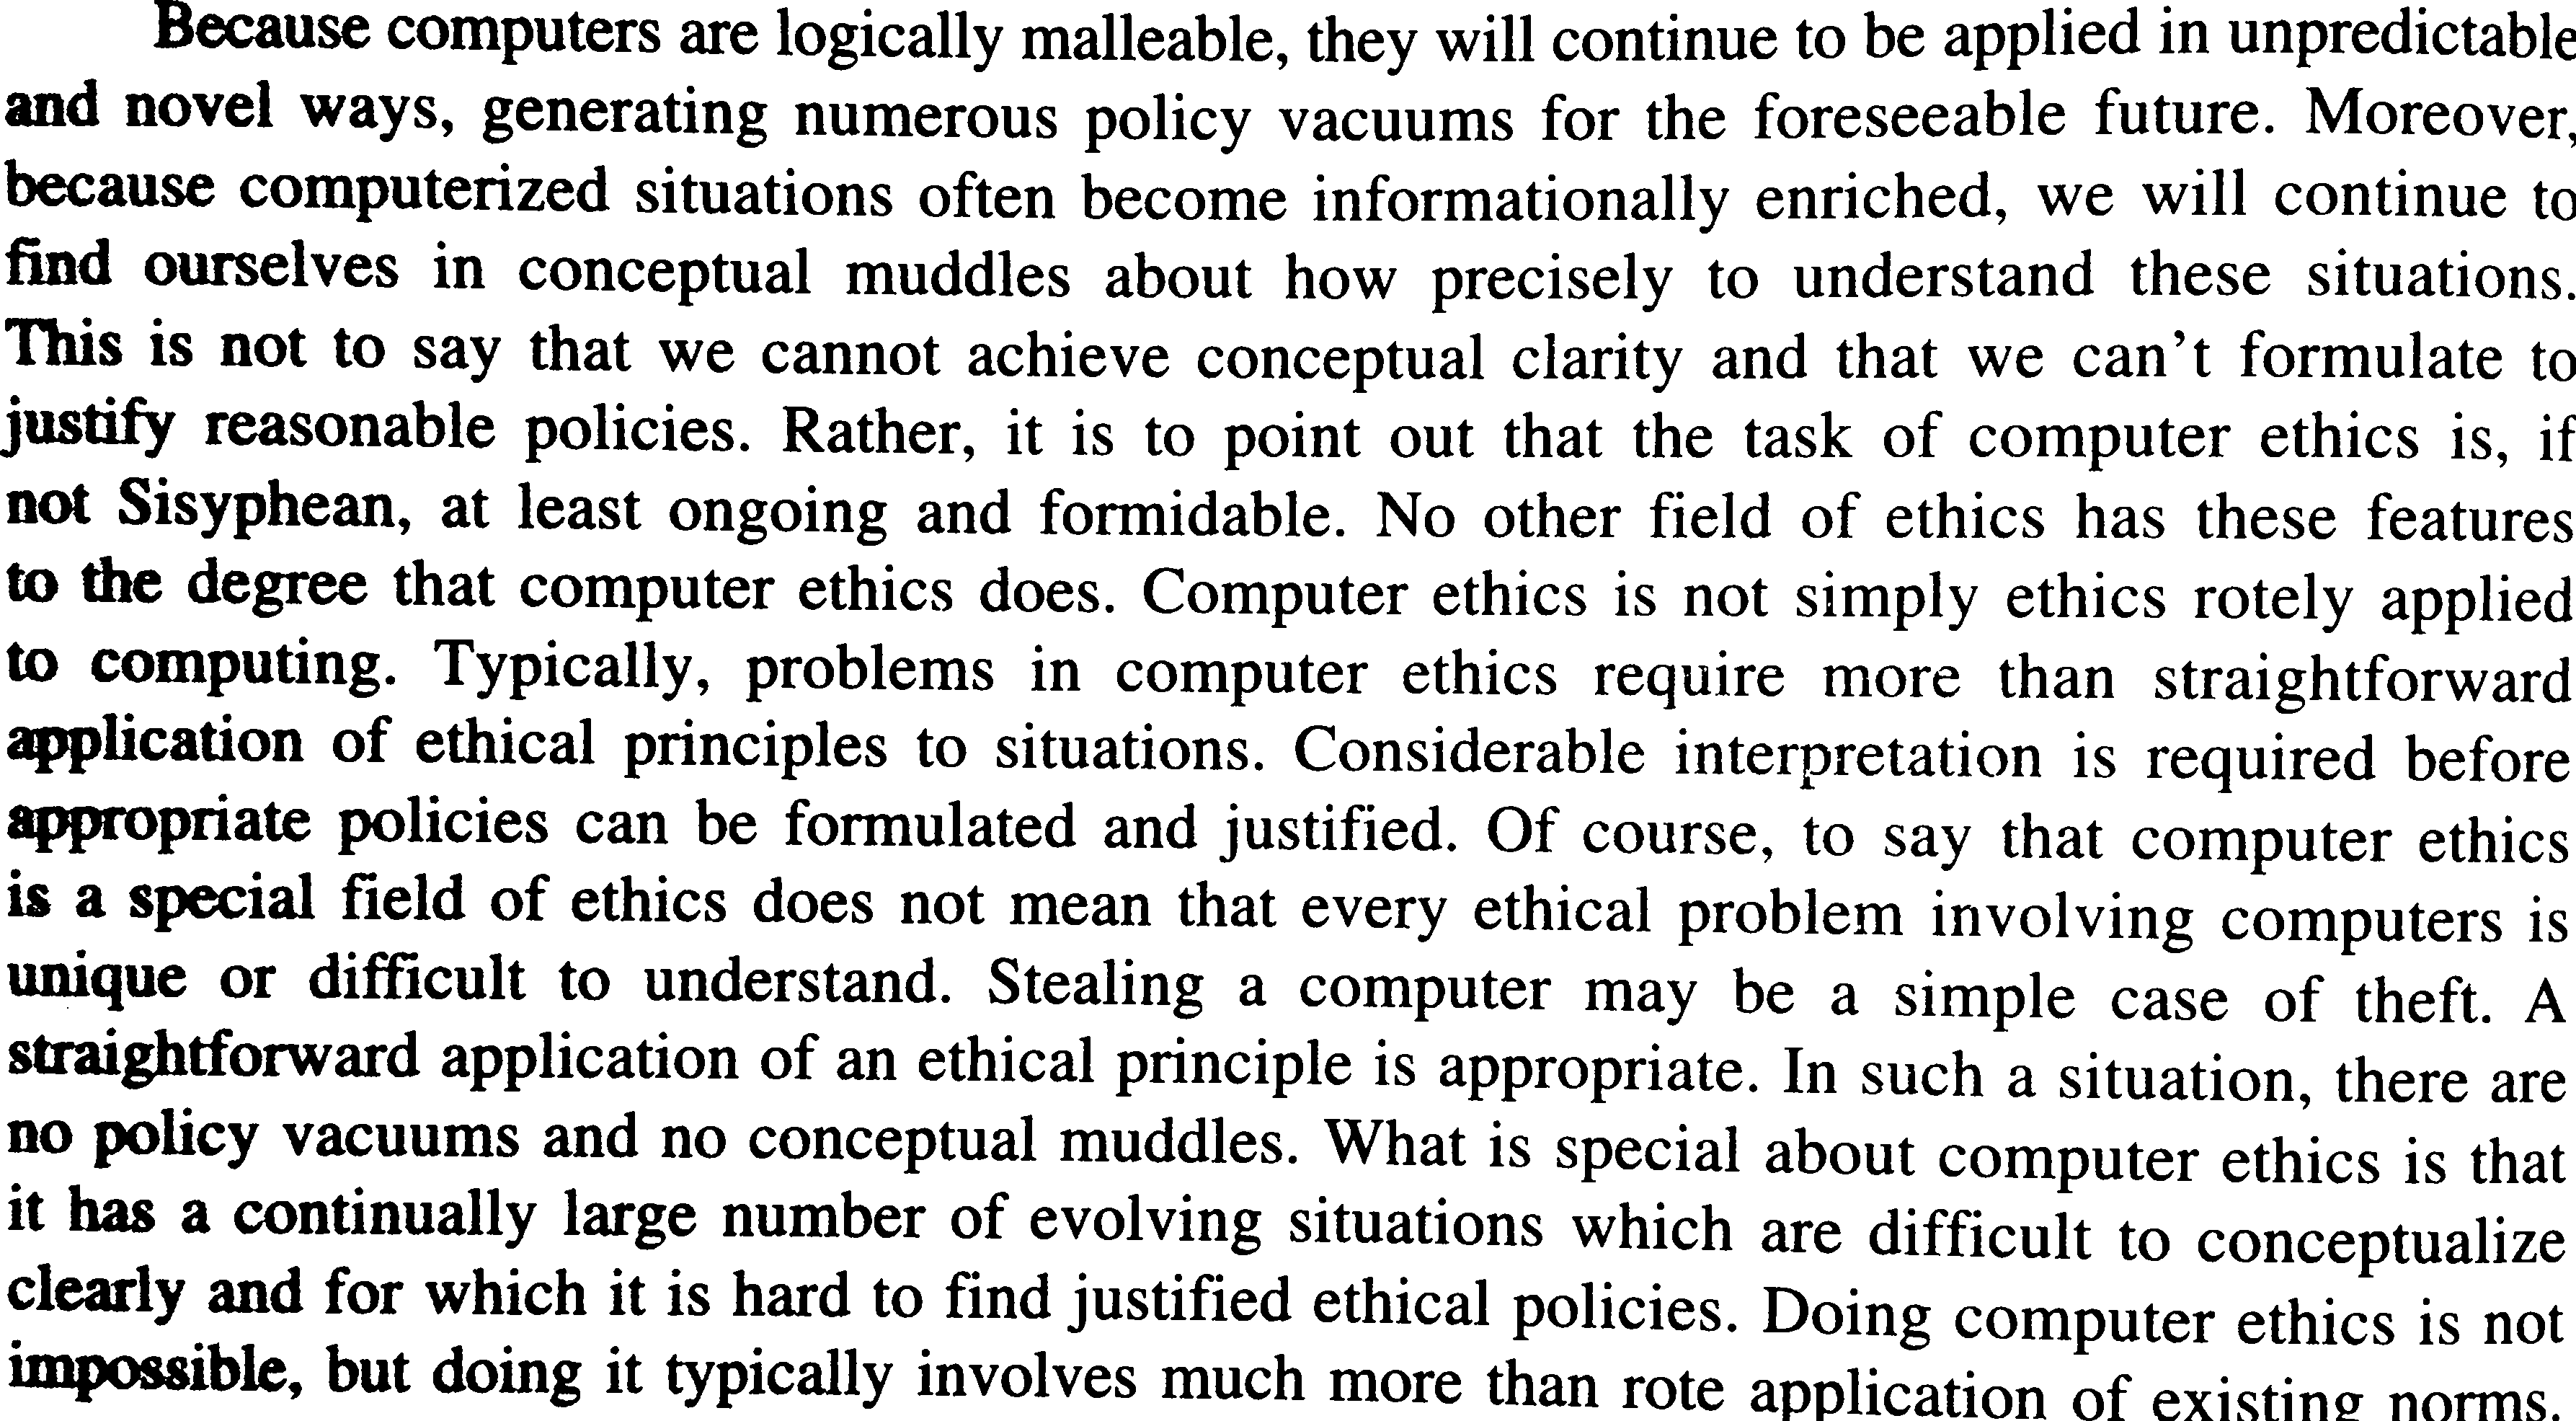 Because computers are logically malleable, they will continue to be applied in unpredictable
and novel ways, generating numerous policy vacuums for the foreseeable future. Moreover,
because computerized situations often become informationally enriched, we will continue to
find ourselves in conceptual muddles about how precisely to understand these situations.
This is not to say that we cannot achieve conceptual clarity and that we can't formulate to
justify reasonable policies. Rather, it is to point out that the task of computer ethics is, if
not Sisyphean, at least ongoing and formidable. No other field of ethics has these features
to the degree that computer ethics does. Computer ethics is not simply ethics rotely applied
to computing. Typically, problems in computer ethics require more than straightforward
application of ethical principles to situations. Considerable interpretation is required before
appropriate policies can be formulated and justified. Of course, to say that computer ethics
is a special field of ethics does not mean that every ethical problem involving computers is
unique or difficult to understand. Stealing a computer may be a simple case of theft. A
straightforward application of an ethical principle is appropriate. In such a situation, there are
no policy vacuums and no conceptual muddles. What is special about computer ethics is that
it has a continually large number of evolving situations which are difficult to conceptualize
clearly and for which it is hard to find justified ethical policies. Doing computer ethics is not
impossible, but doing it typically involves much more than rote application of existing norms.